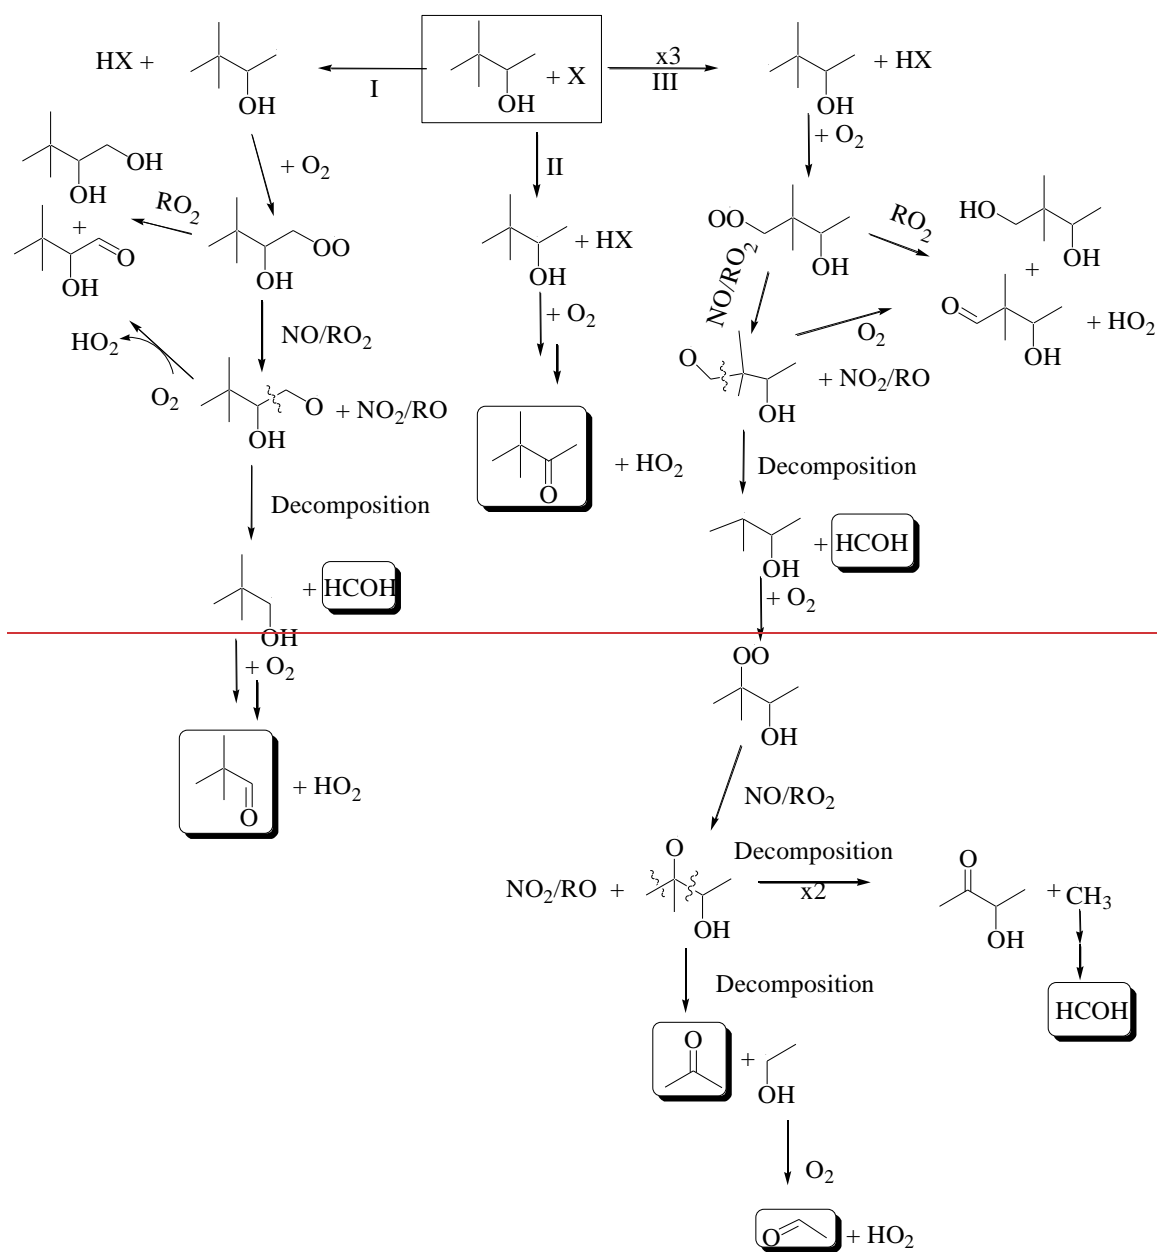 HX +
OH
I
OH
+ X
x3
III
OH
+ HX
+ O2
II
+ O2
OH
OH
RO2
+
O
OH
OO
OH
+ HX
OH
OO
OH
RO2
HO
OH
+
NO/RO2
HO2
O2
NO/RO2
+ O2
O
OH
+ HO2
O2
O
OH
+ NO2/RO
O
OH
+ NO2/RO
Decomposition
O
+ HO2
Decomposition
OH
+ HCOH
OH
+ HCOH
+ O2
+ O2
OO
OH
O
+ HO2
NO/RO2
NO2/RO +
O
OH
Decomposition
x2
O
OH
+ CH3
Decomposition
HCOH
O
+
OH
O2
O
+ HO2